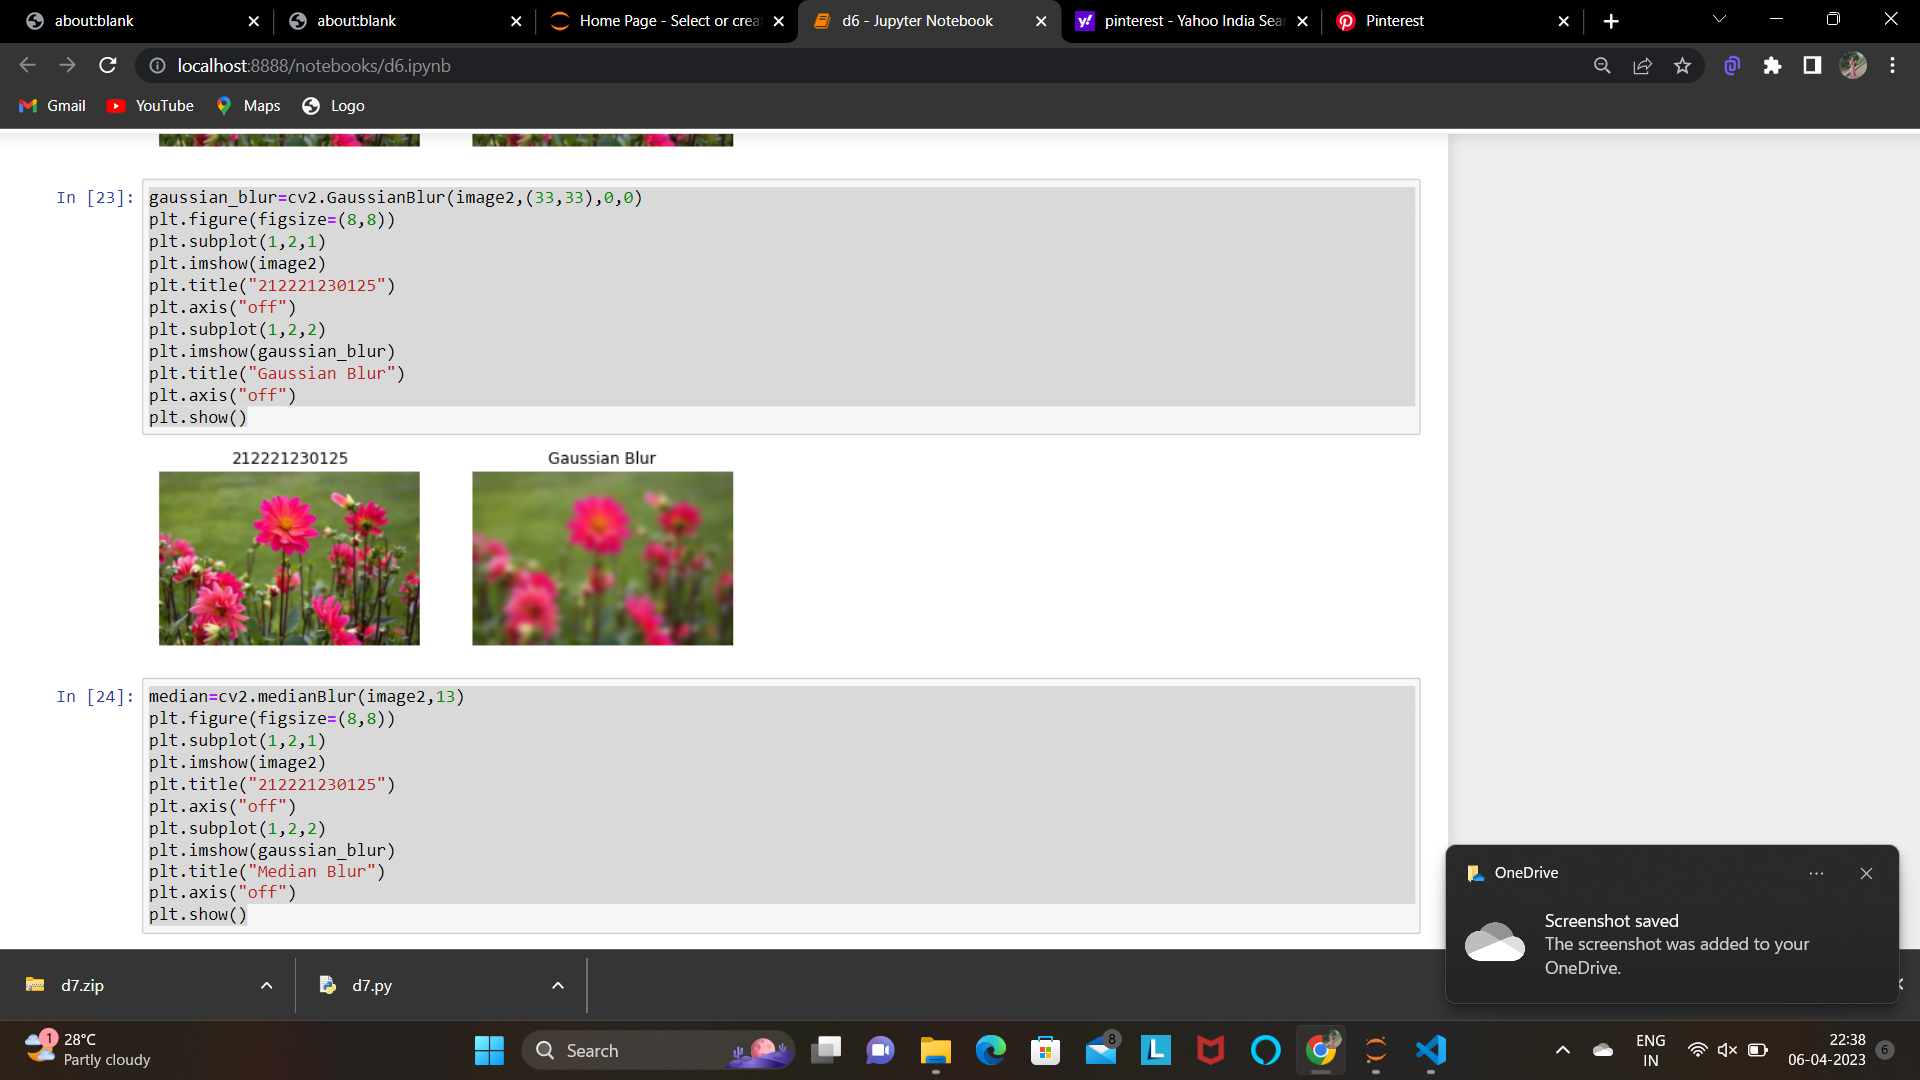 about:blank
about:blank
Home Page - Select or crea
d6 - Jupyter Notebook
pinterest - Yahoo India Sear
Pinterest
localhost:8888/notebooks/d6.ipynb
Gmail
YouTube
Maps
Logo
In [23]:
gaussian_blur=cv2.GaussianBlur(image2,(33,33),0,0)
plt.figure(figsize=(8,8))
plt.subplot(1,2,1)
plt.imshow(image2)
plt.title("212221230125")
plt.axis("off")
plt.subplot(1,2,2)
plt.imshow(gaussian_blur)
plt.title("Gaussian Blur")
plt.axis("off")
plt.show()
212221230125
Gaussian Blur
In [24]:
median=cv2.medianBlur(image2,13)
plt.figure(figsize=(8,8))
plt.subplot(1,2,1)
plt.imshow(image2)
plt.title("212221230125")
plt.axis("off")
plt.subplot(1,2,2)
plt.imshow(gaussian_blur)
plt.title("Median Blur")
plt.axis("off")
plt.show()
OneDrive
Screenshot saved
The screenshot was added to your
OneDrive.
d7.zip
d7.py
1
28°C
Partly cloudy
Search
8
L
ENG
IN
22:38
06-04-2023
6